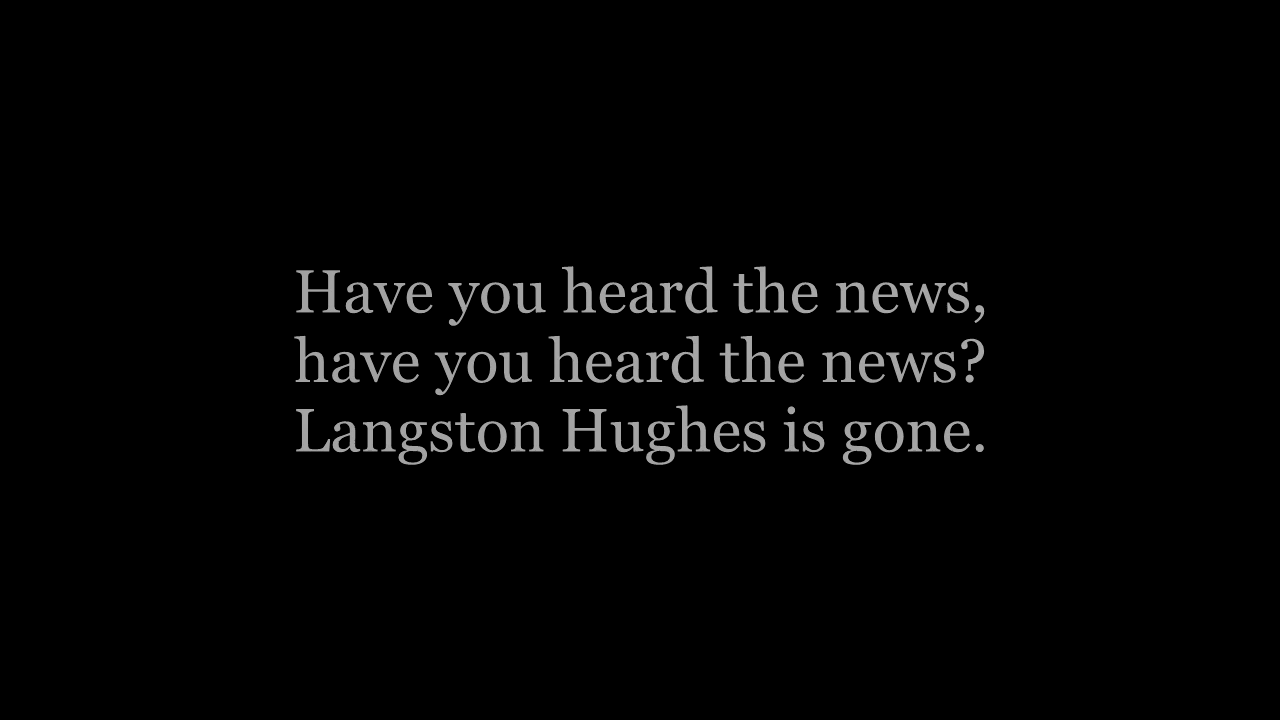 Have you heard the news,
have you heard the news?
Langston Hughes is gone.